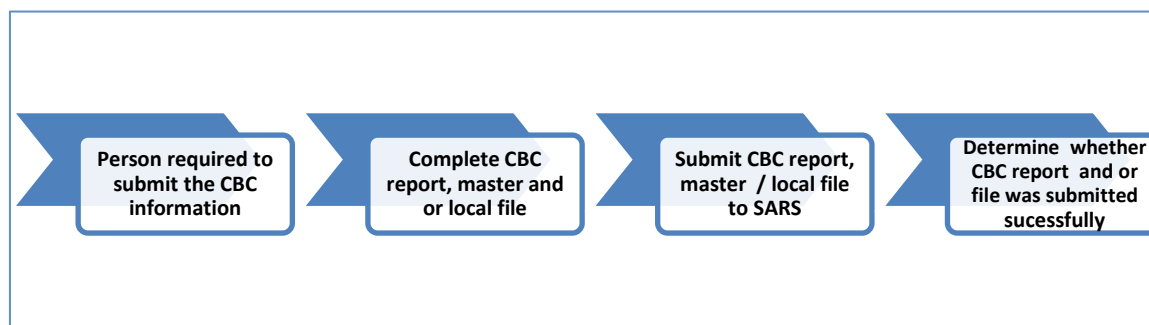 Person required to
submit the CBC
information
Complete CBC
report, master and
or local file
Submit CBC report,
master / local file
to SARS
Determine whether
CBC report and or
file was submitted
sucessfully